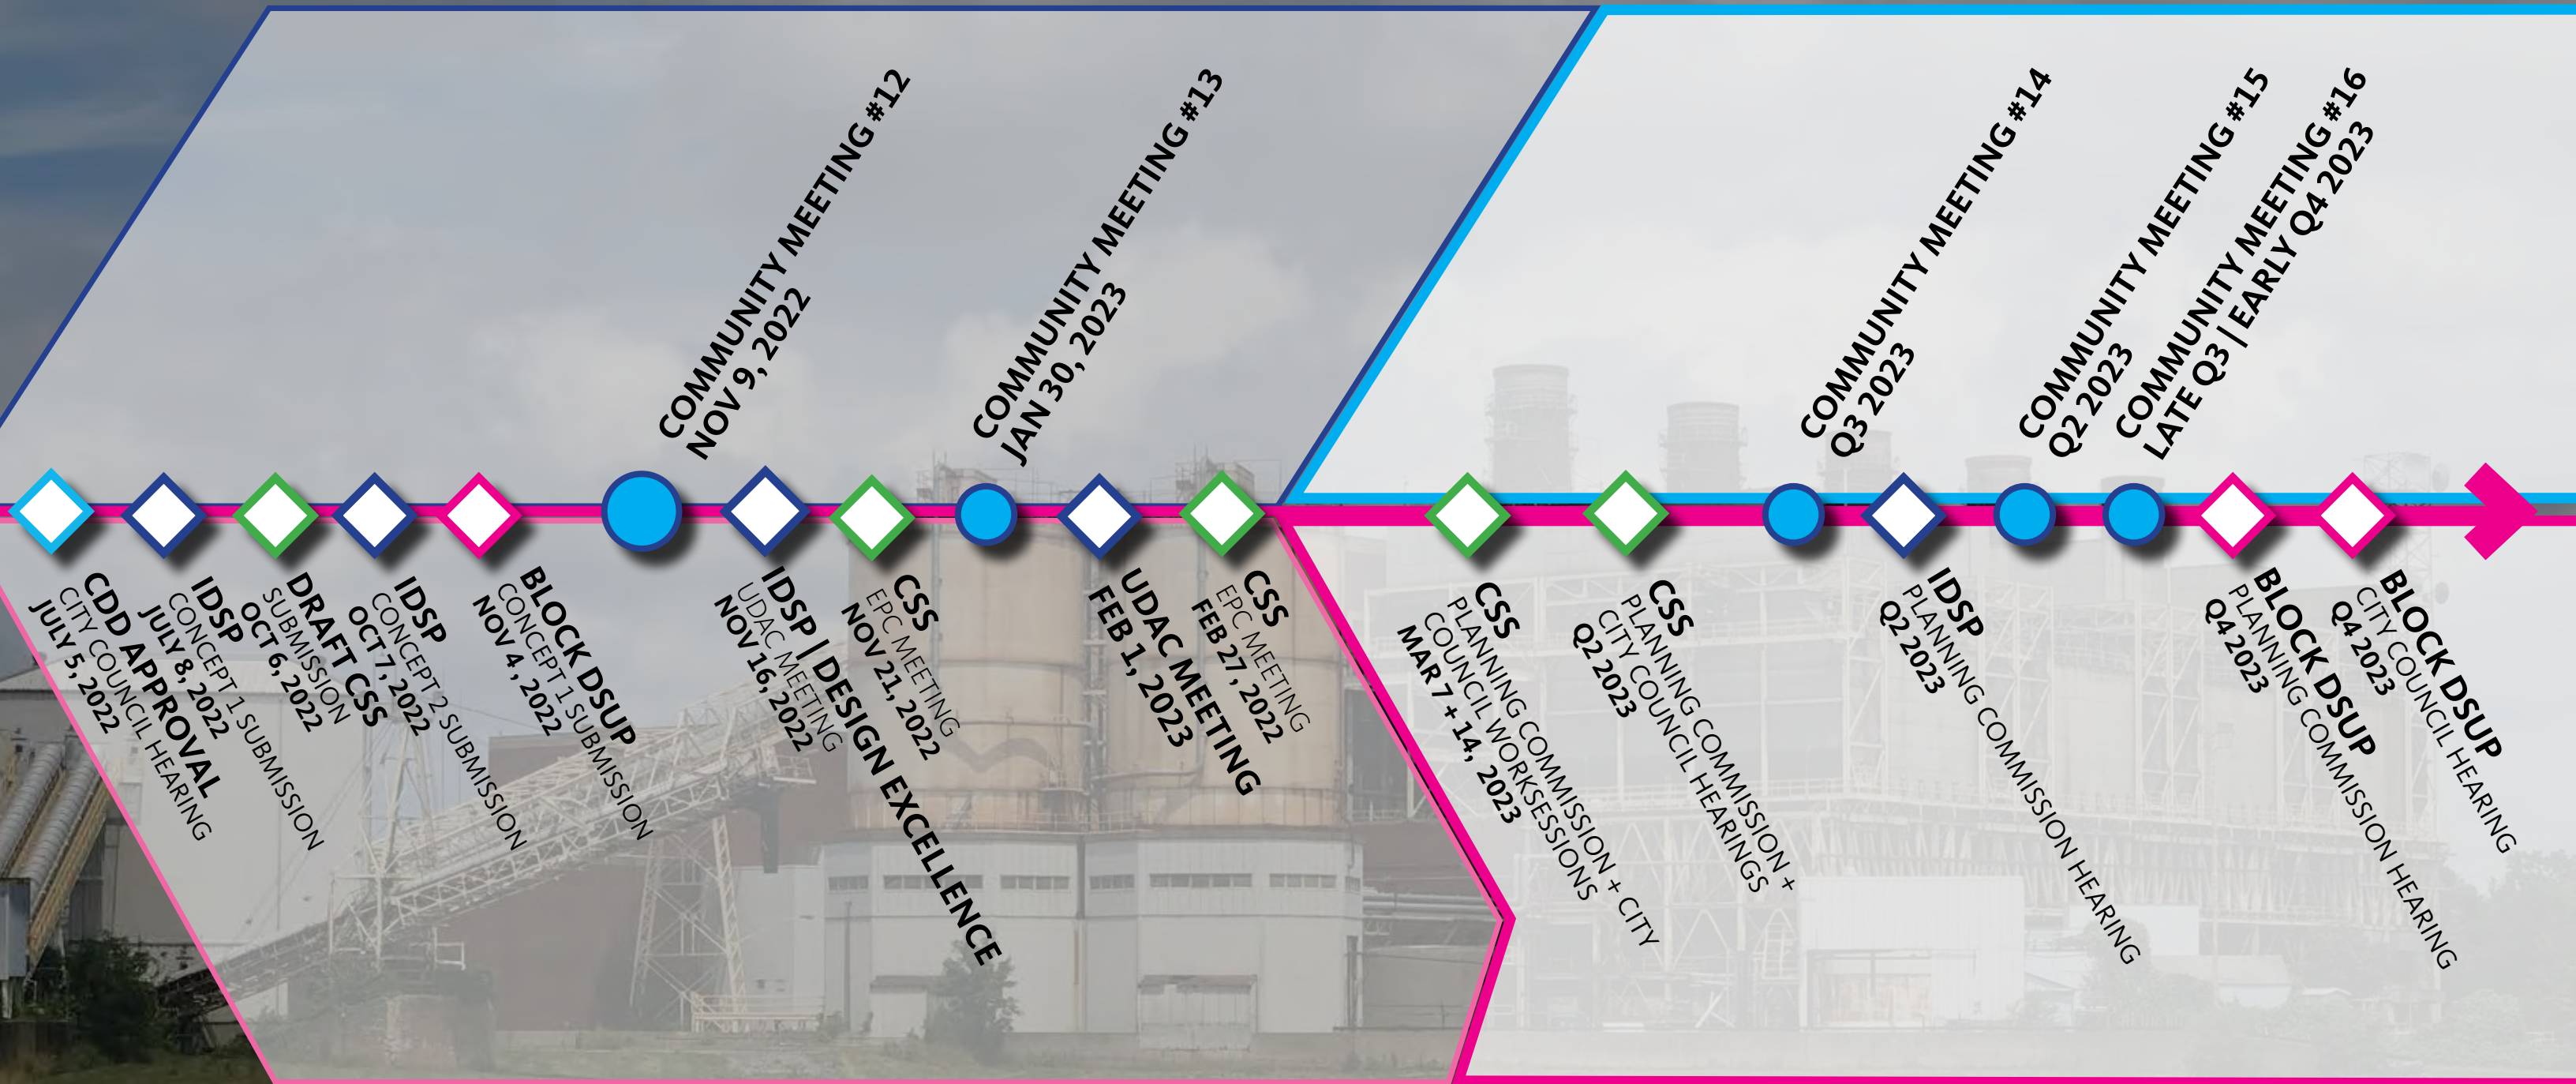 COMMUNITY MEETING #12
NOV 9, 2022
COMMUNITY MEETING #13
JAN 30, 2023
COMMUNITY MEETING #14
Q3 2023
COMMUNITY MEETING #15
Q2 2023
COMMUNITY MEETING #16
LATE Q3 | EARLY Q4 2023
CDD APPROVAL
CITY COUNCIL HEARING
JULY 5, 2022
IDSP
CONCEPT 1 SUBMISSION
JULY 8, 2022
DRAFT CSS
SUBMISSION
OCT 6, 2022
IDSP
CONCEPT 2 SUBMISSION
OCT 7, 2022
BLOCK DSUP
CONCEPT 1 SUBMISSION
NOV 4, 2022
IDSP | DESIGN EXCELLENCE
UDAC MEETING
NOV 16, 2022
CSS
EPC MEETING
NOV 21, 2022
UDAC MEETING
FEB 1, 2023
CSS
EPC MEETING
FEB 27, 2022
CSS
PLANNING COMMISSION + CITY
COUNCIL WORKSESSIONS
MAR 7 + 14, 2023
CSS
PLANNING COMMISSION +
CITY COUNCIL HEARINGS
Q2 2023
IDSP
PLANNING COMMISSION HEARING
Q2 2023
BLOCK DSUP
PLANNING COMMISSION HEARING
Q4 2023
BLOCK DSUP
CITY COUNCIL HEARING
Q4 2023